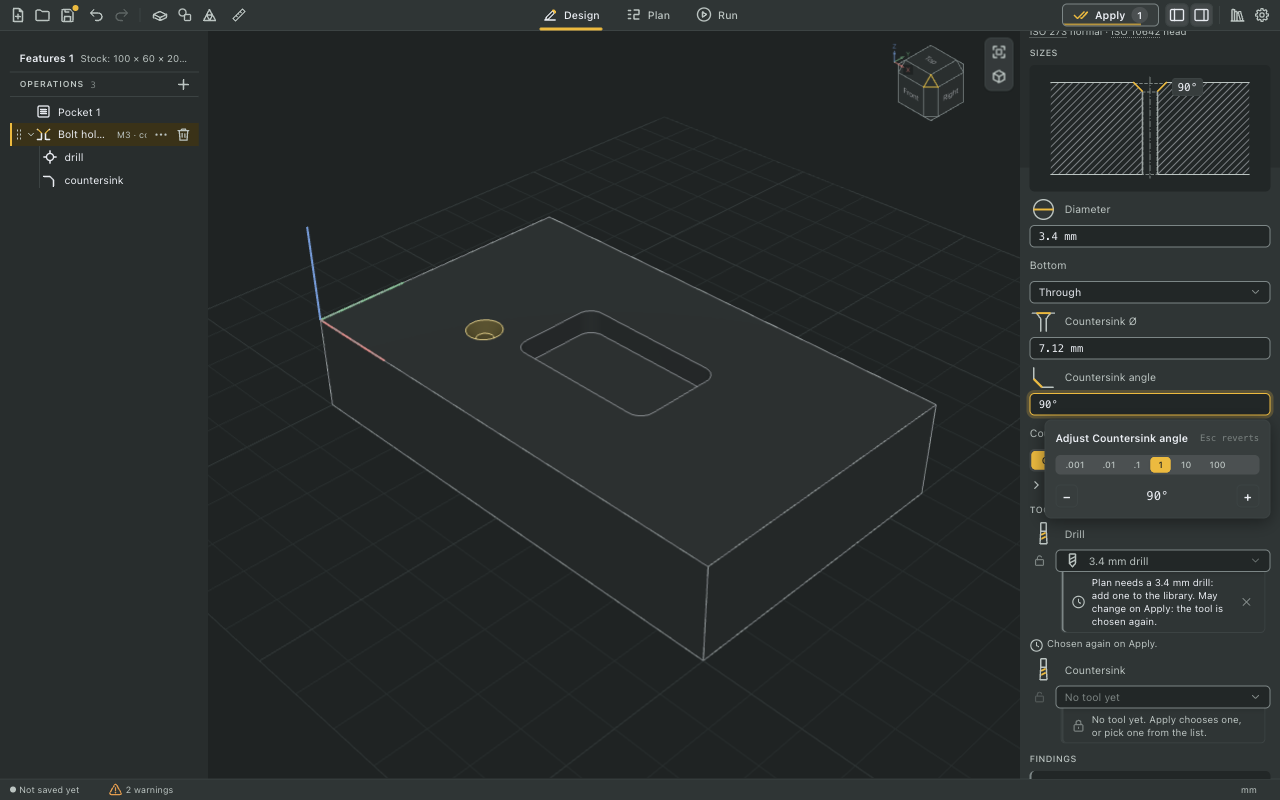 Design
Plan
Run
Apply 1
Features 1 Stock: 100 × 60 × 20...
OPERATIONS 3
Pocket 1
Bolt hol... M3 · cc
drill
countersink
Top
Front
Right
Z
ISO 273 normal · ISO 10642 head
SIZES
90°
Diameter
3.4 mm
Bottom
Through
Countersink Ø
7.12 mm
Countersink angle
90°
Adjust Countersink angle Esc reverts
.001 .01 .1 1 10 100
− 90° +
Drill
3.4 mm drill
Plan needs a 3.4 mm drill:
add one to the library. May
change on Apply: the tool is
chosen again.
Chosen again on Apply.
Countersink
No tool yet
No tool yet. Apply chooses one,
or pick one from the list.
FINDINGS
Not saved yet
2 warnings
mm